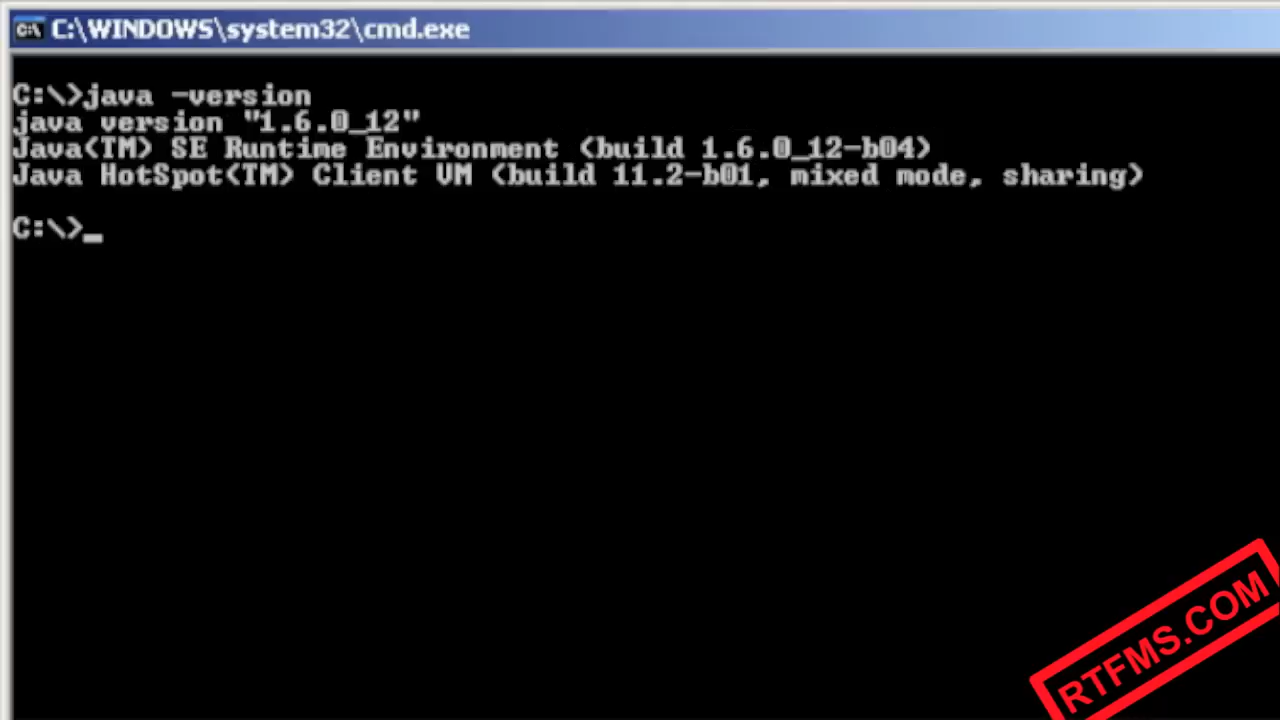 C:\WINDOWS\system32\cmd.exe
C:\>java -version
java version "1.6.0_12"
Java(TM) SE Runtime Environment (build 1.6.0_12-b04)
Java HotSpot(TM) Client VM (build 11.2-b01, mixed mode, sharing)
C:\>_
RTFMS.COM